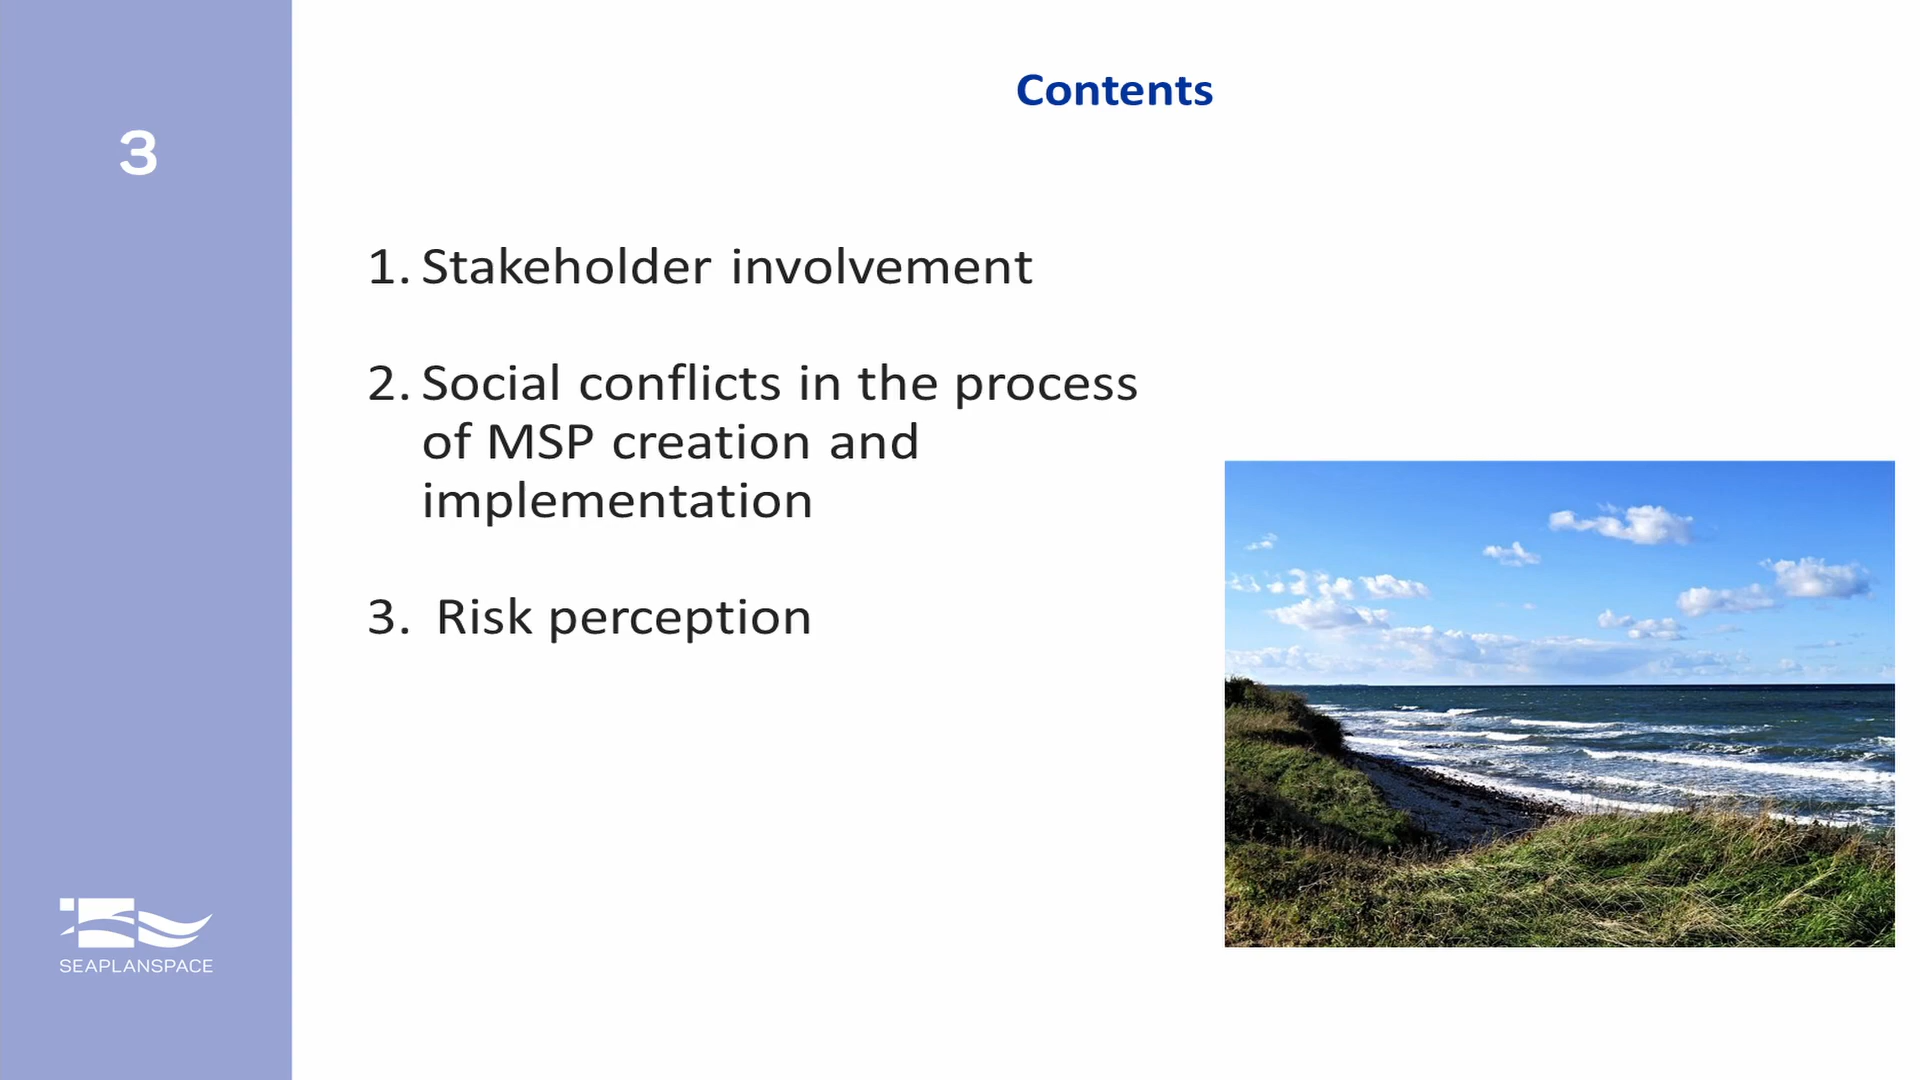 Contents
3
1. Stakeholder involvement
2. Social conflicts in the process
of MSP creation and
implementation
3. Risk perception
SEAPLANSPACE